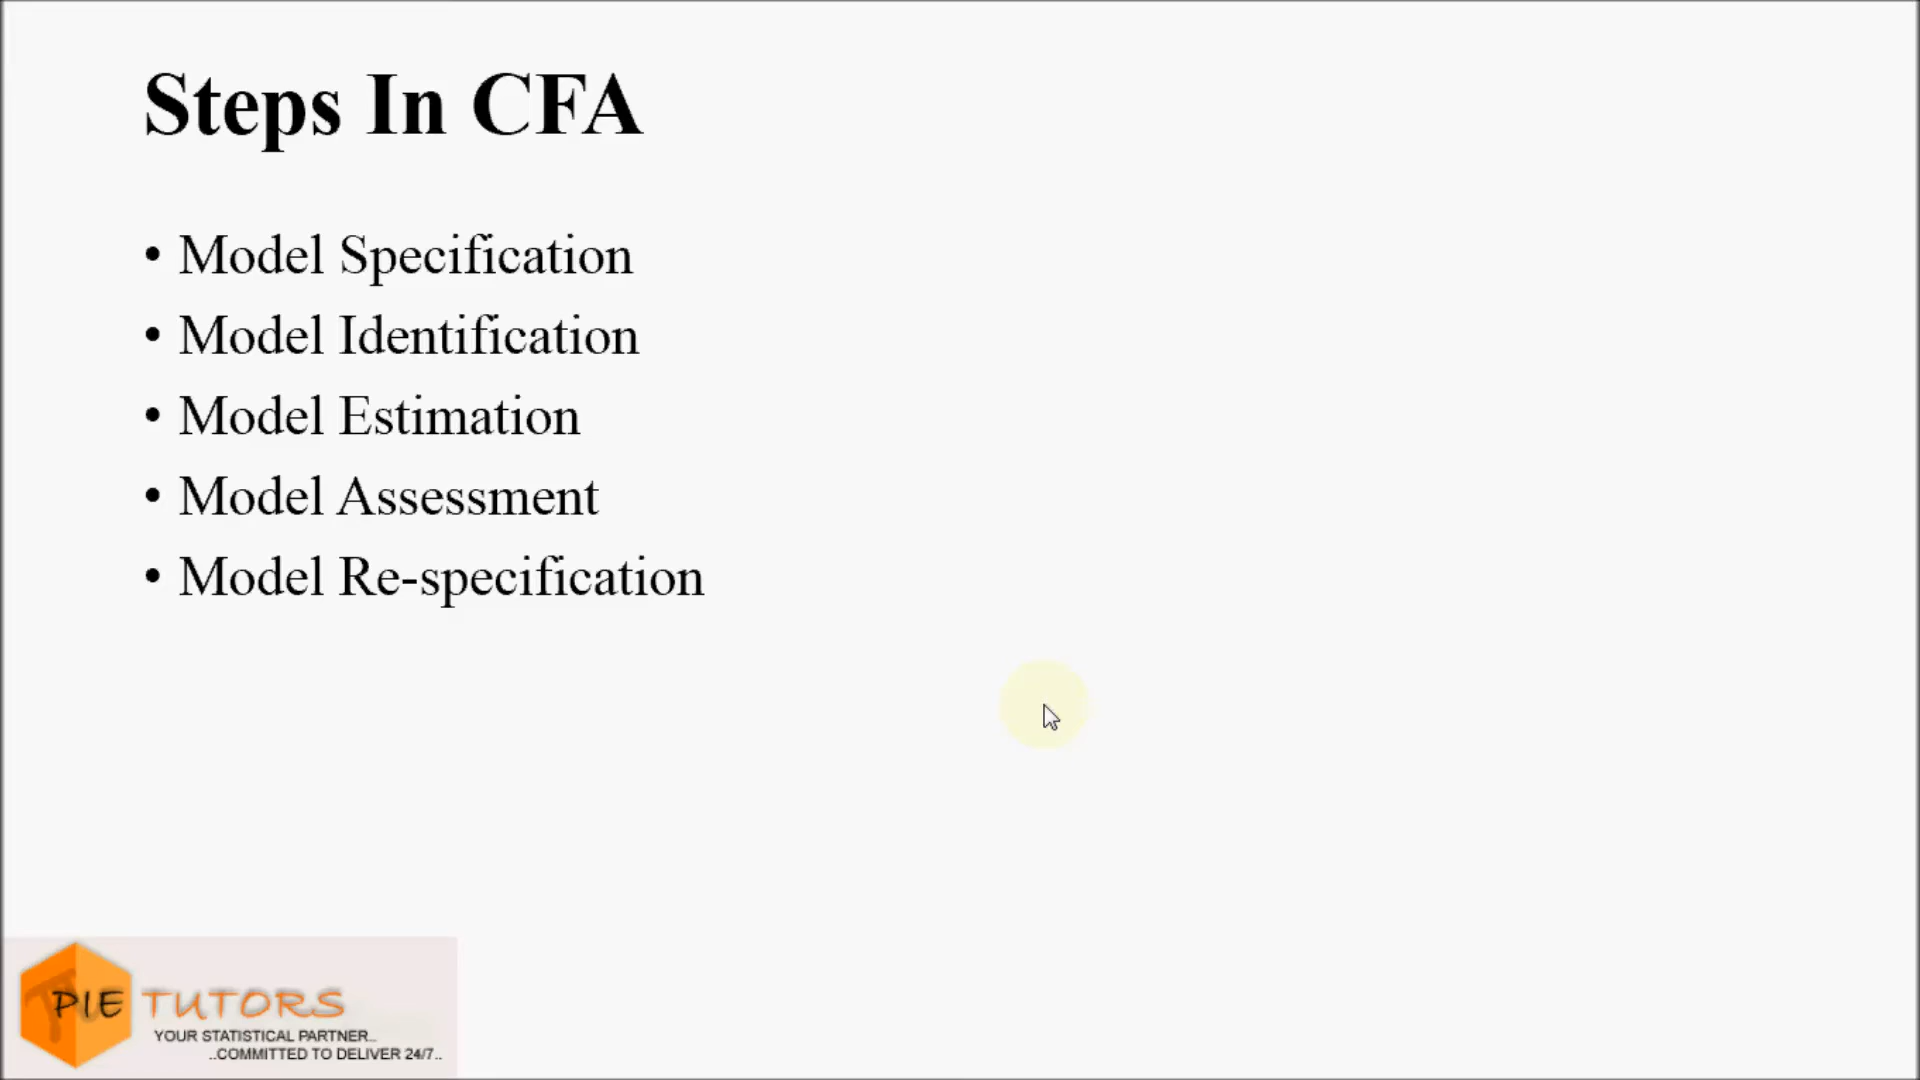 Steps In CFA
• Model Specification
• Model Identification
• Model Estimation
• Model Assessment
• Model Re-specification
PIE TUTORS
YOUR STATISTICAL PARTNER...
..COMMITTED TO DELIVER 24/7..